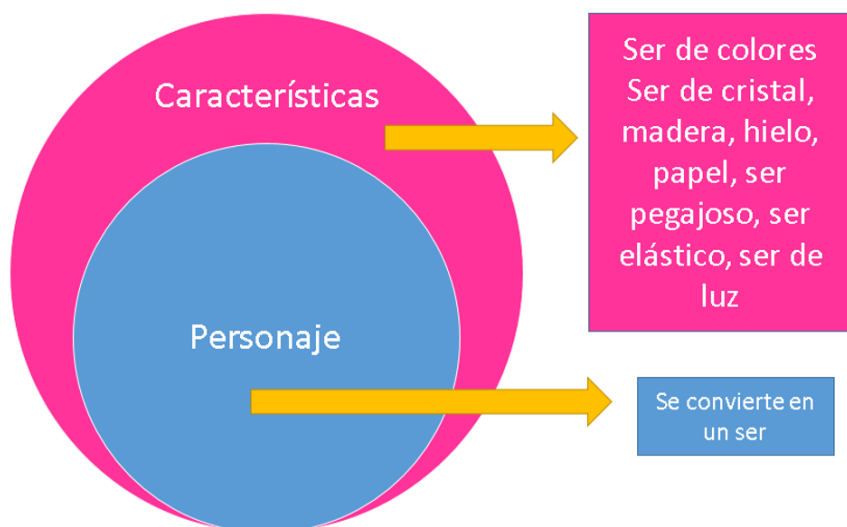 Características
Ser de colores
Ser de cristal,
madera, hielo,
papel, ser
pegajoso, ser
elástico, ser de
luz
Personaje
Se convierte en
un ser